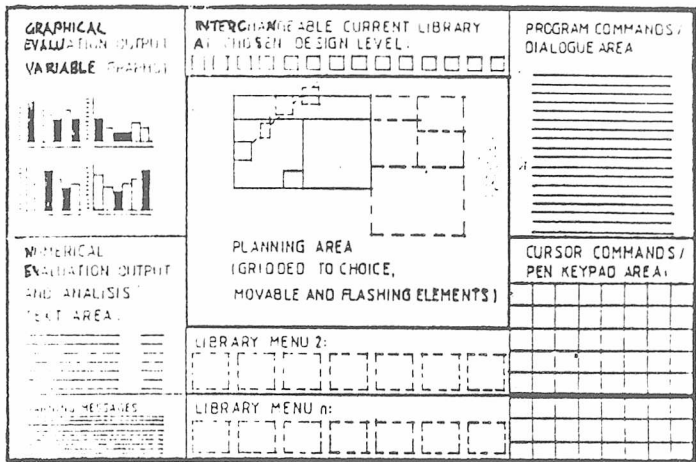 GRAPHICAL
EVALUATION OUTPUT
VARIABLE GRAPHICS
INTERCHANGEABLE CURRENT LIBRARY
AT CHOSEN DESIGN LEVEL:
PROGRAM COMMANDS/
DIALOGUE AREA
PLANNING AREA
(GRIDDED TO CHOICE,
MOVABLE AND FLASHING ELEMENTS)
NUMERICAL
EVALUATION OUTPUT
AND ANALISIS
TEXT AREA:
CURSOR COMMANDS/
PEN KEYPAD AREA:
LIBRARY MENU 2:
MESSAGES
LIBRARY MENU n: